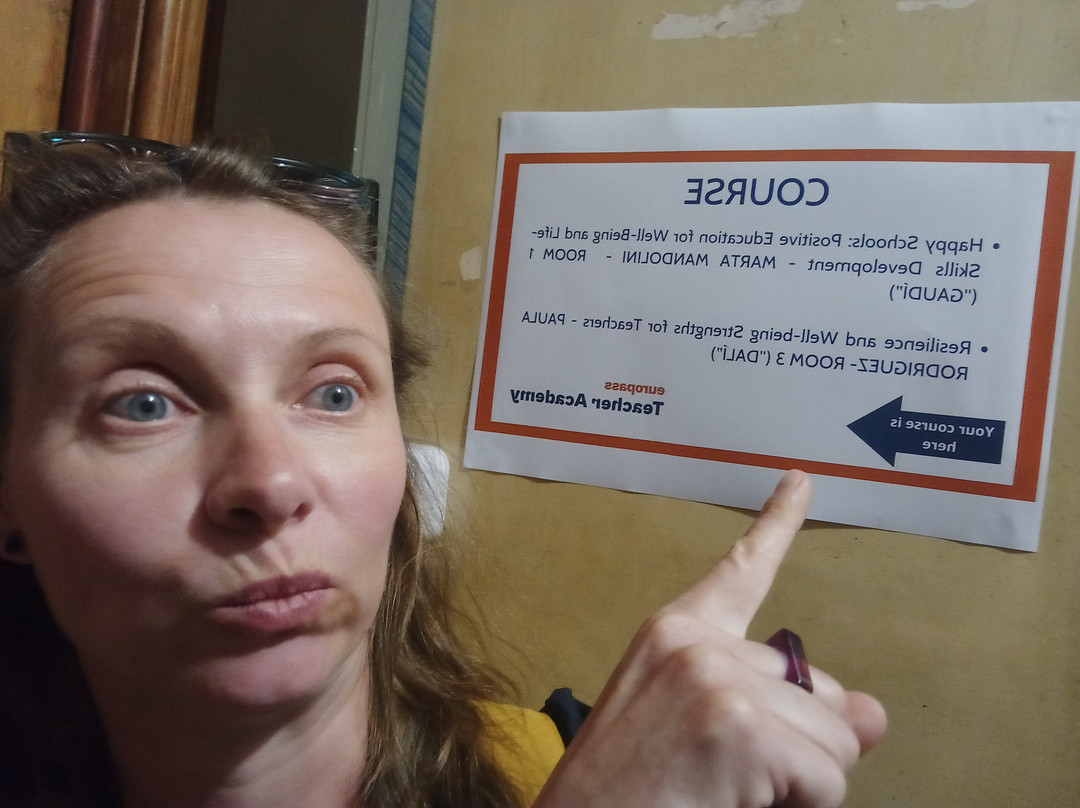 COURSE
• Happy Schools: Positive Education for Well-Being and Life-
Skills Development - MARTA MANDOLINI - ROOM 1
("GAUDÍ")
• Resilience and Well-being Strengths for Teachers - PAULA
RODRIGUEZ- ROOM 3 ("DALÍ")
europass
Teacher Academy
Your course is
here